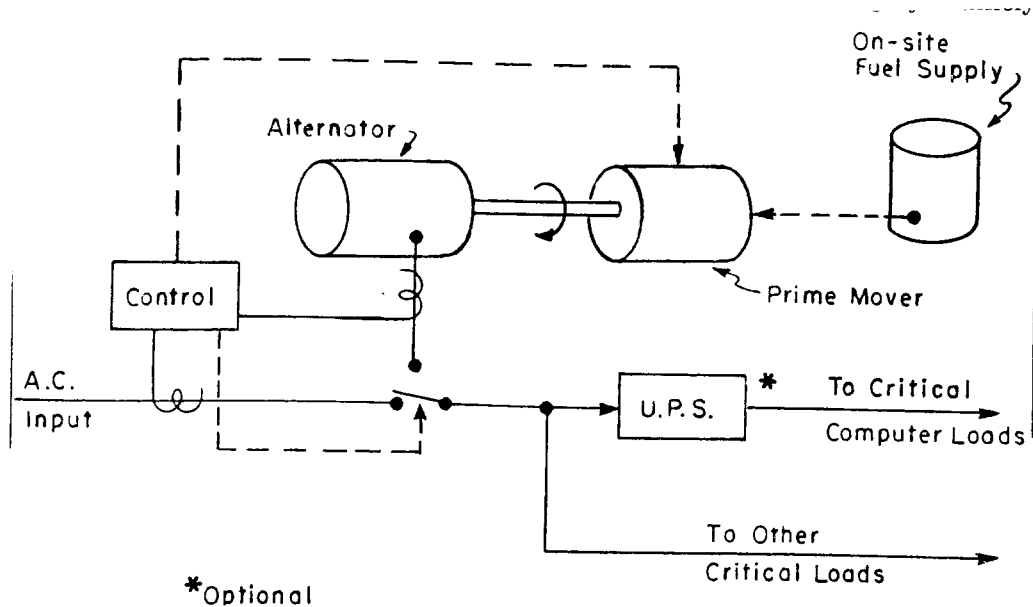 On-site
Fuel Supply
Alternator
Prime Mover
Control
A.C.
Input
U.P.S.
*
To Critical
Computer Loads
To Other
Critical Loads
*Optional